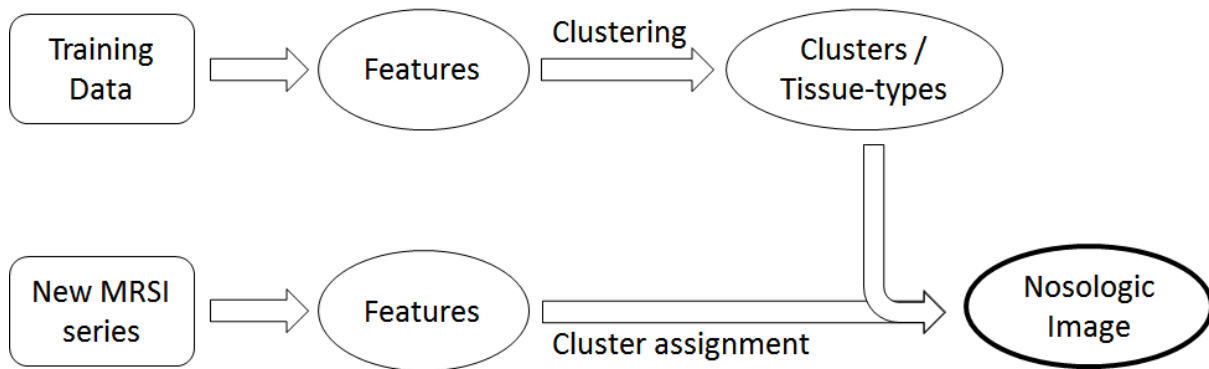 Training
Data
Features
Clustering
Clusters /
Tissue-types
New MRSI
series
Features
Cluster assignment
Nosologic
Image